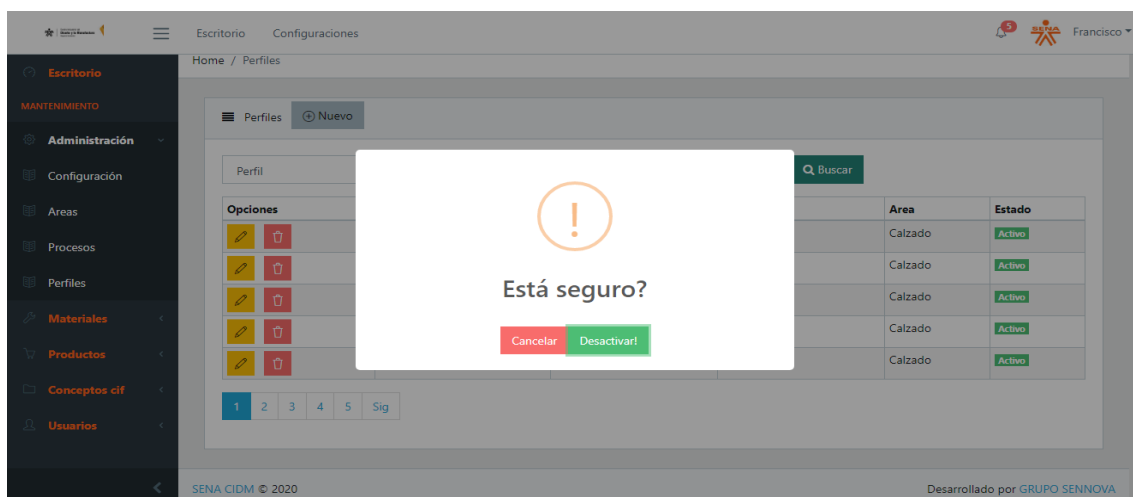 Escritorio Configuraciones 5 SENA Francisco
Home / Perfiles
Escritorio
MANTENIMIENTO
Administración
Configuración
Areas
Procesos
Perfiles
Materiales
Productos
Conceptos cif
Usuarios
Perfiles Nuevo
Perfil Buscar
Opciones Area Estado
Calzado Activo
Calzado Activo
Calzado Activo
Calzado Activo
Calzado Activo
!
Está seguro?
Cancelar Desactivar!
1 2 3 4 5 Sig
SENA CIDM © 2020 Desarrollado por GRUPO SENNOVA